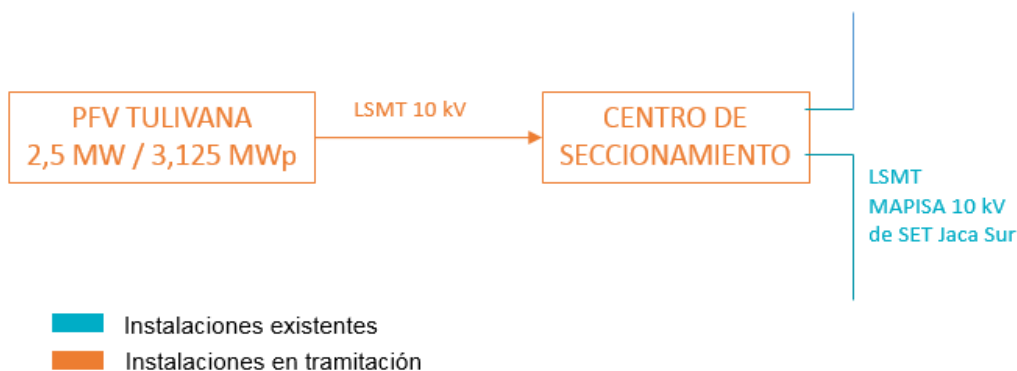 PFV TULIVANA
2,5 MW / 3,125 MWp
LSMT 10 kV
CENTRO DE
SECCIONAMIENTO
LSMT
MAPISA 10 kV
de SET Jaca Sur
Instalaciones existentes
Instalaciones en tramitación